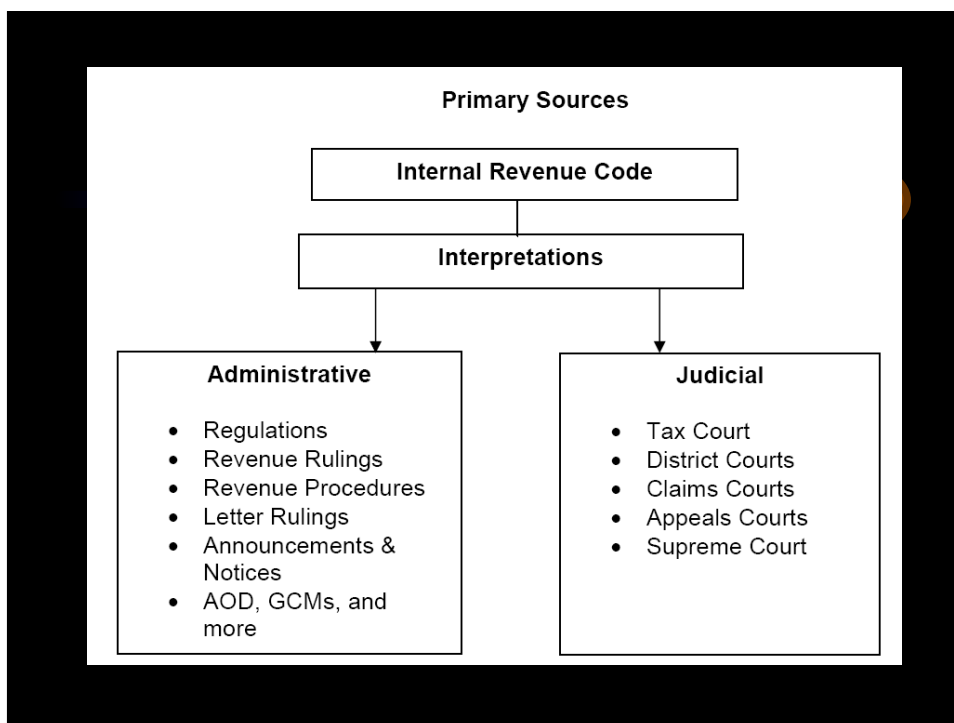 Primary Sources
Internal Revenue Code
Interpretations
Administrative
• Regulations
• Revenue Rulings
• Revenue Procedures
• Letter Rulings
• Announcements &
Notices
• AOD, GCMs, and
more
Judicial
• Tax Court
• District Courts
• Claims Courts
• Appeals Courts
• Supreme Court